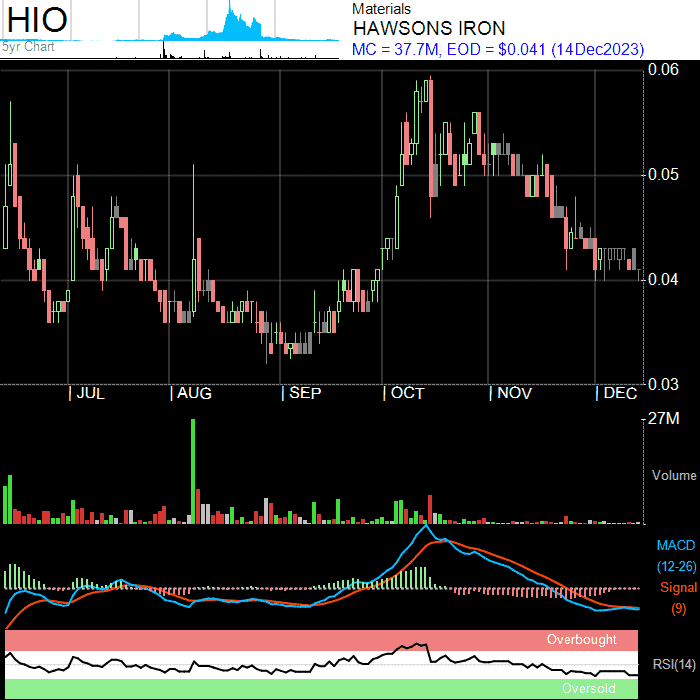 HIO
5yr Chart
Materials
HAWSONS IRON
MC = 37.7M, EOD = $0.041 (14Dec2023)
0.06
0.05
0.04
0.03
| JUL | AUG | SEP | OCT | NOV | DEC
27M
Volume
MACD
(12-26)
Signal
(9)
Overbought
RSI(14)
Oversold